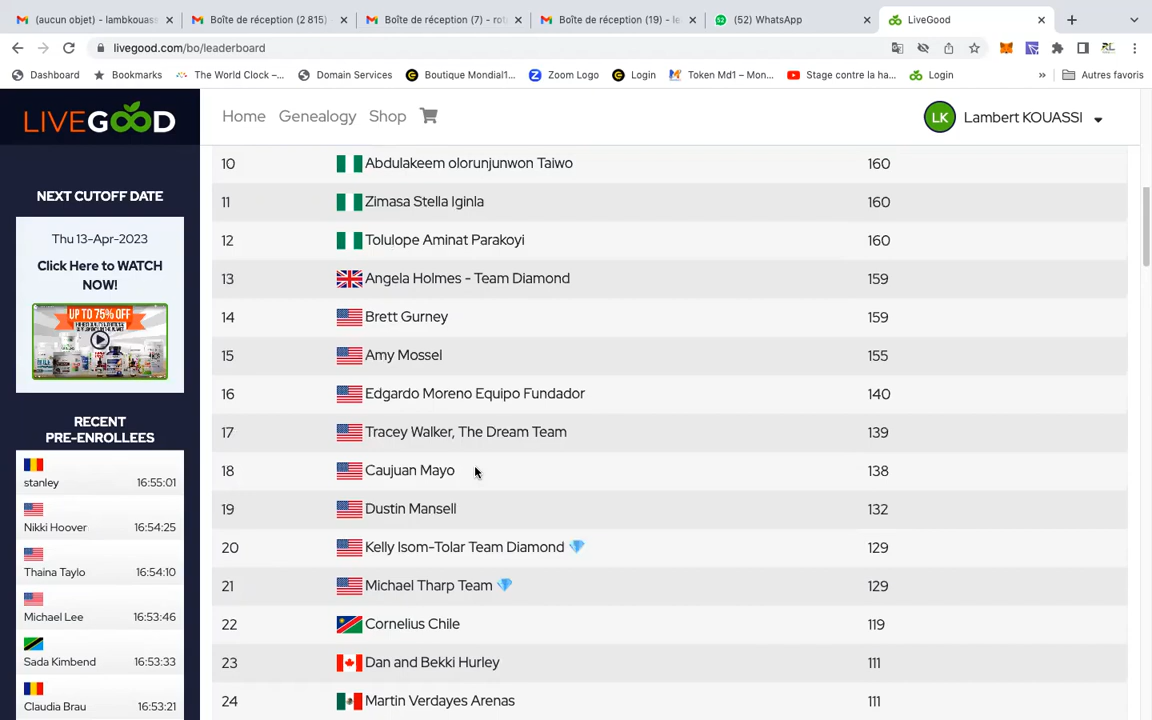 (aucun objet) - lambkouass
Boîte de réception (2 815)
Boîte de réception (7) - rot
Boîte de réception (19) - le
(52) WhatsApp
LiveGood
livegood.com/bo/leaderboard
Dashboard
Bookmarks
The World Clock –...
Domain Services
Boutique Mondial1...
Zoom Logo
Login
Token Md1 – Mon...
Stage contre la ha...
Login
»
Autres favoris
LIVEGOOD
Home Genealogy Shop
LK Lambert KOUASSI
NEXT CUTOFF DATE
Thu 13-Apr-2023
Click Here to WATCH
NOW!
UP TO 75% OFF
RECENT
PRE-ENROLLEES
stanley 16:55:01
Nikki Hoover 16:54:25
Thaina Taylo 16:54:10
Michael Lee 16:53:46
Sada Kimbend 16:53:33
Claudia Brau 16:53:21
10 Abdulakeem olorunjunwon Taiwo 160
11 Zimasa Stella Iginla 160
12 Tolulope Aminat Parakoyi 160
13 Angela Holmes - Team Diamond 159
14 Brett Gurney 159
15 Amy Mossel 155
16 Edgardo Moreno Equipo Fundador 140
17 Tracey Walker, The Dream Team 139
18 Caujuan Mayo 138
19 Dustin Mansell 132
20 Kelly Isom-Tolar Team Diamond 💎 129
21 Michael Tharp Team 💎 129
22 Cornelius Chile 119
23 Dan and Bekki Hurley 111
24 Martin Verdayes Arenas 111